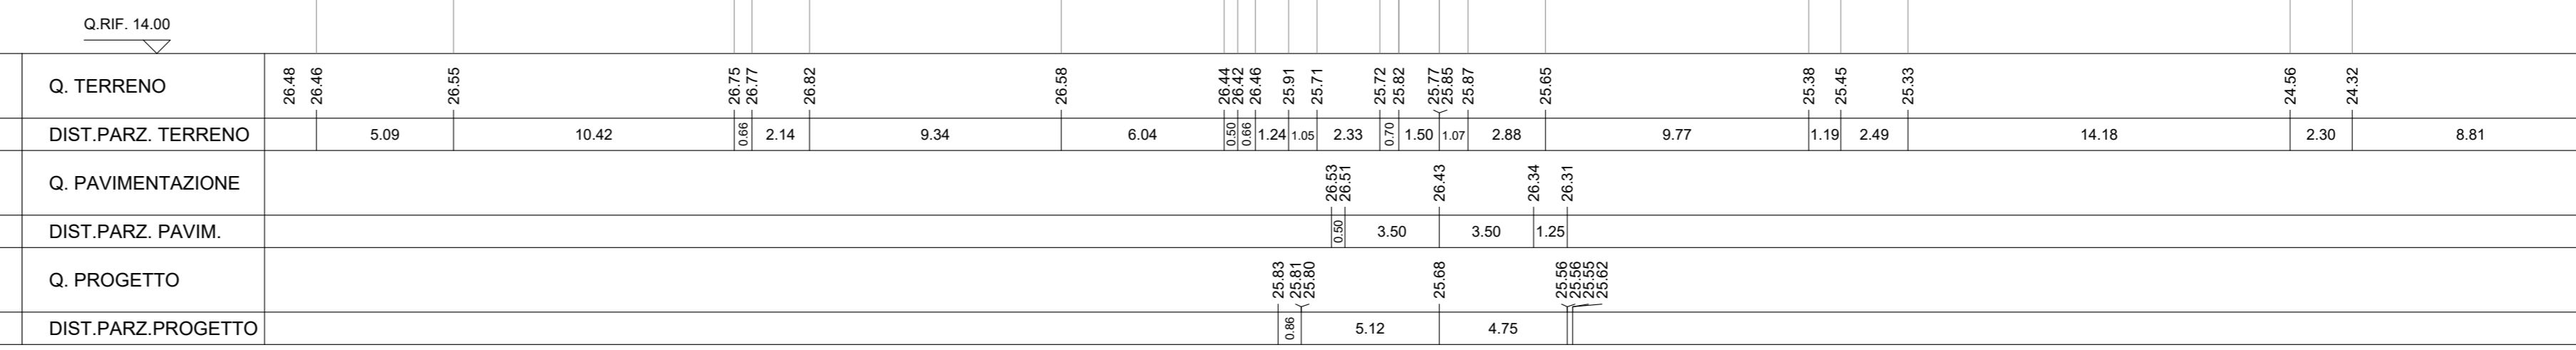 Q.RIF. 14.00
Q. TERRENO 26.48 26.46 26.55 26.75 26.77 26.82 26.58 26.44 26.42 26.46 25.91 25.71 25.72 25.82 25.77 25.85 25.87 25.65 25.38 25.45 25.33 24.56 24.32
DIST.PARZ. TERRENO 5.09 10.42 0.66 2.14 9.34 6.04 0.50 0.66 1.24 1.05 2.33 0.70 1.50 1.07 2.88 9.77 1.19 2.49 14.18 2.30 8.81
Q. PAVIMENTAZIONE 26.53 26.51 26.43 26.34 26.31
DIST.PARZ. PAVIM. 0.50 3.50 3.50 1.25
Q. PROGETTO 25.83 25.81 25.80 25.68 25.56 25.56 25.55 25.62
DIST.PARZ.PROGETTO 0.86 5.12 4.75